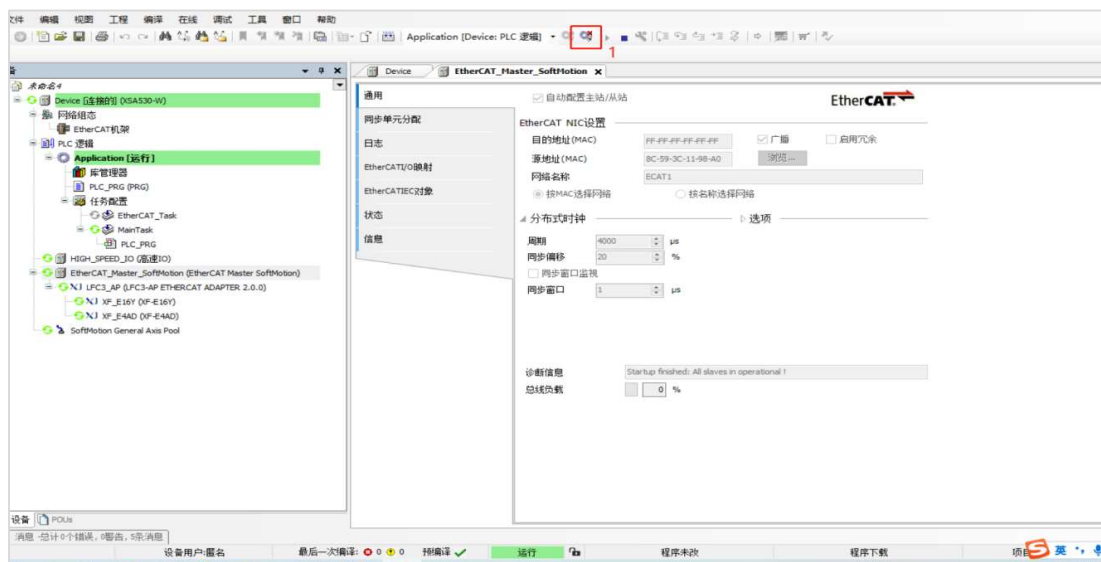 文件 编辑 视图 工程 编译 在线 调试 工具 窗口 帮助
Application [Device: PLC 逻辑]
1
未命名4
Device [连接的] (XSA530-W)
网络组态
EtherCAT机架
PLC 逻辑
Application [运行]
库管理器
PLC_PRG (PRG)
任务配置
EtherCAT_Task
MainTask
PLC_PRG
HIGH_SPEED_IO (高速IO)
EtherCAT_Master_SoftMotion (EtherCAT Master SoftMotion)
LFC3_AP (LFC3-AP ETHERCAT ADAPTER 2.0.0)
XF_E16Y (XF-E16Y)
XF_E4AD (XF-E4AD)
SoftMotion General Axis Pool
设备 POUs
Device EtherCAT_Master_SoftMotion
通用
同步单元分配
日志
EtherCATI/O映射
EtherCATIEC对象
状态
信息
自动配置主站/从站
EtherCAT
EtherCAT NIC设置
目的地址(MAC) FF-FF-FF-FF-FF-FF 广播 启用冗余
源地址(MAC) 8C-59-3C-11-98-A0 浏览...
网络名称 ECAT1
按MAC选择网络 按名称选择网络
分布式时钟 选项
周期 4000 µs
同步偏移 20 %
同步窗口监视
同步窗口 1 µs
诊断信息 Startup finished: All slaves in operational !
总线负载 0 %
消息 -总计0个错误, 0警告, 5条消息
设备用户:匿名 最后一次编译: 0 0 预编译 运行 程序未改 程序下载 英